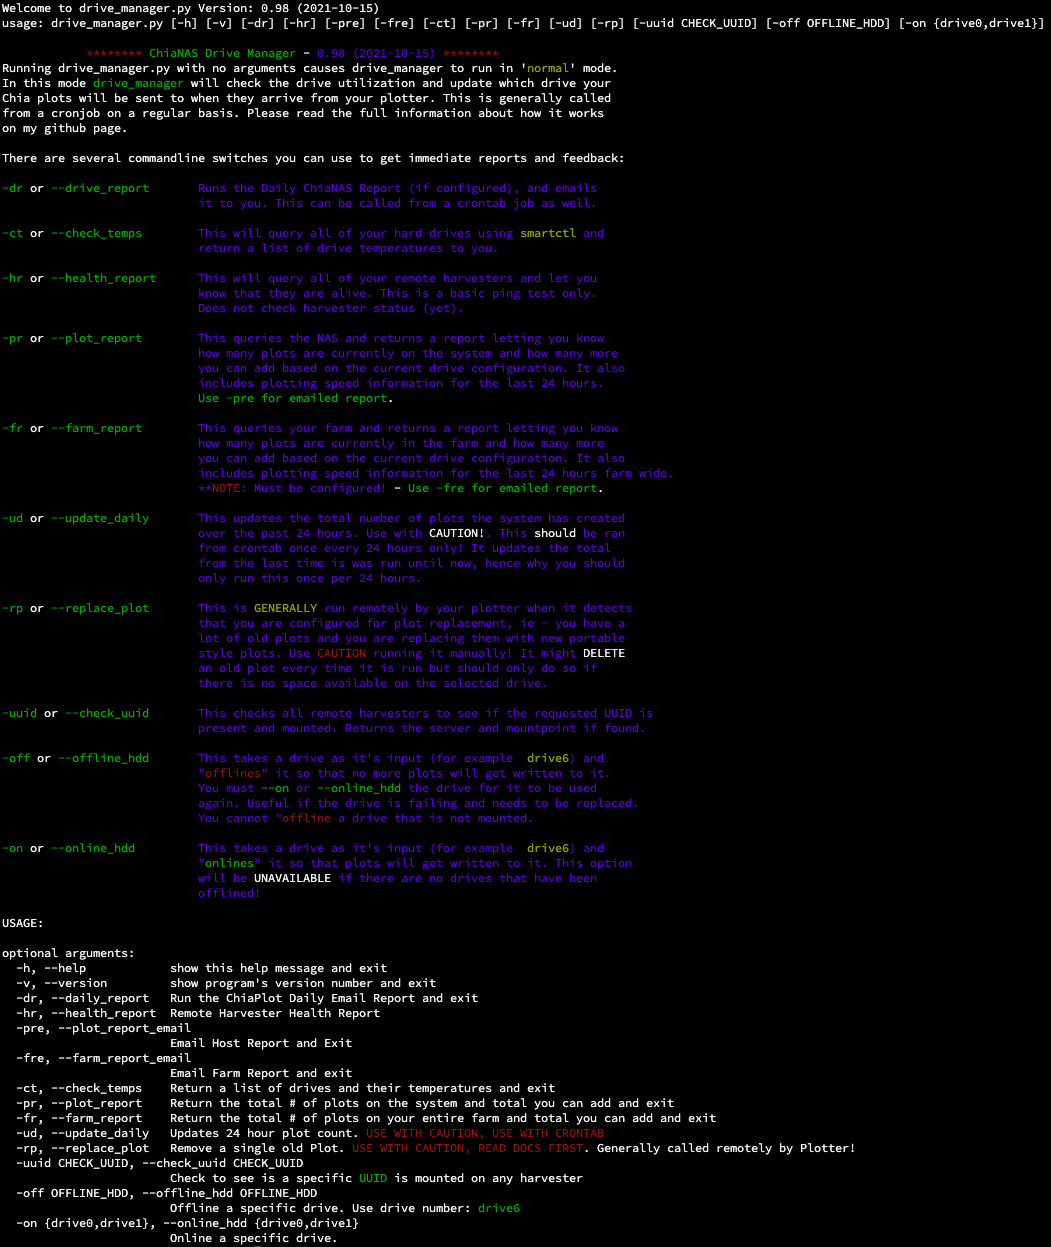 Welcome to drive_manager.py Version: 0.98 (2021-10-15)
usage: drive_manager.py [-h] [-v] [-dr] [-hr] [-pre] [-fre] [-ct] [-pr] [-fr] [-ud] [-rp] [-uuid CHECK_UUID] [-off OFFLINE_HDD] [-on {drive0,drive1}]
******** ChiaNAS Drive Manager - 0.98 (2021-10-15) ********
Running drive_manager.py with no arguments causes drive_manager to run in 'normal' mode.
In this mode drive_manager will check the drive utilization and update which drive your
Chia plots will be sent to when they arrive from your plotter. This is generally called
from a cronjob on a regular basis. Please read the full information about how it works
on my github page.
There are several commandline switches you can use to get immediate reports and feedback:
-dr or --drive_report Runs the Daily ChiaNAS Report (if configured), and emails
it to you. This can be called from a crontab job as well.
-ct or --check_temps This will query all of your hard drives using smartctl and
return a list of drive temperatures to you.
-hr or --health_report This will query all of your remote harvesters and let you
know that they are alive. This is a basic ping test only.
Does not check harvester status (yet).
-pr or --plot_report This queries the NAS and returns a report letting you know
how many plots are currently on the system and how many more
you can add based on the current drive configuration. It also
includes plotting speed information for the last 24 hours.
Use -pre for emailed report.
-fr or --farm_report This queries your farm and returns a report letting you know
how many plots are currently in the farm and how many more
you can add based on the current drive configuration. It also
includes plotting speed information for the last 24 hours farm wide.
**NOTE: Must be configured! - Use -fre for emailed report.
-ud or --update_daily This updates the total number of plots the system has created
over the past 24 hours. Use with CAUTION!. This should be ran
from crontab once every 24 hours only! It updates the total
from the last time is was run until now, hence why you should
only run this once per 24 hours.
-rp or --replace_plot This is GENERALLY run remotely by your plotter when it detects
that you are configured for plot replacement, ie - you have a
lot of old plots and you are replacing them with new portable
style plots. Use CAUTION running it manually! It might DELETE
an old plot every time it is run but should only do so if
there is no space available on the selected drive.
-uuid or --check_uuid This checks all remote harvesters to see if the requested UUID is
present and mounted. Returns the server and mountpoint if found.
-off or --offline_hdd This takes a drive as it's input (for example  drive6) and
"offlines" it so that no more plots will get written to it.
You must --on or --online_hdd the drive for it to be used
again. Useful if the drive is failing and needs to be replaced.
You cannot "offline a drive that is not mounted.
-on or --online_hdd This takes a drive as it's input (for example  drive6) and
"onlines" it so that plots will get written to it. This option
will be UNAVAILABLE if there are no drives that have been
offlined!
USAGE:
optional arguments:
-h, --help show this help message and exit
-v, --version show program's version number and exit
-dr, --daily_report Run the ChiaPlot Daily Email Report and exit
-hr, --health_report Remote Harvester Health Report
-pre, --plot_report_email
Email Host Report and Exit
-fre, --farm_report_email
Email Farm Report and exit
-ct, --check_temps Return a list of drives and their temperatures and exit
-pr, --plot_report Return the total # of plots on the system and total you can add and exit
-fr, --farm_report Return the total # of plots on your entire farm and total you can add and exit
-ud, --update_daily Updates 24 hour plot count. USE WITH CAUTION, USE WITH CRONTAB
-rp, --replace_plot Remove a single old Plot. USE WITH CAUTION, READ DOCS FIRST. Generally called remotely by Plotter!
-uuid CHECK_UUID, --check_uuid CHECK_UUID
Check to see is a specific UUID is mounted on any harvester
-off OFFLINE_HDD, --offline_hdd OFFLINE_HDD
Offline a specific drive. Use drive number: drive6
-on {drive0,drive1}, --online_hdd {drive0,drive1}
Online a specific drive.